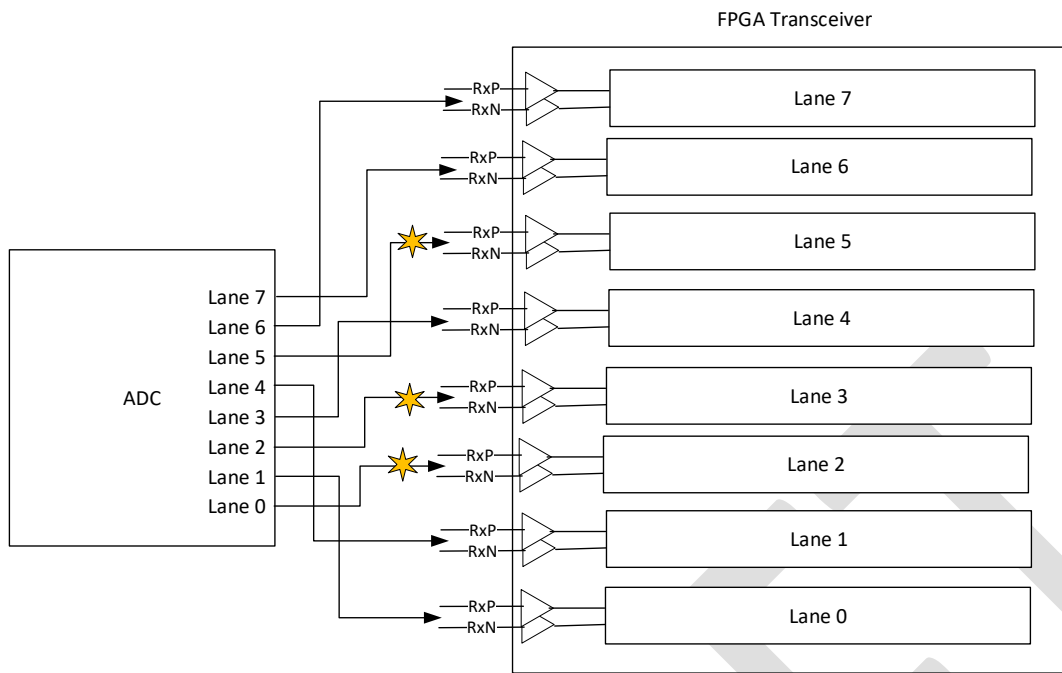 FPGA Transceiver
RxP
RxN
Lane 7
RxP
RxN
Lane 6
RxP
RxN
Lane 5
RxP
RxN
Lane 4
RxP
RxN
Lane 3
RxP
RxN
Lane 2
RxP
RxN
Lane 1
RxP
RxN
Lane 0
ADC
Lane 7
Lane 6
Lane 5
Lane 4
Lane 3
Lane 2
Lane 1
Lane 0